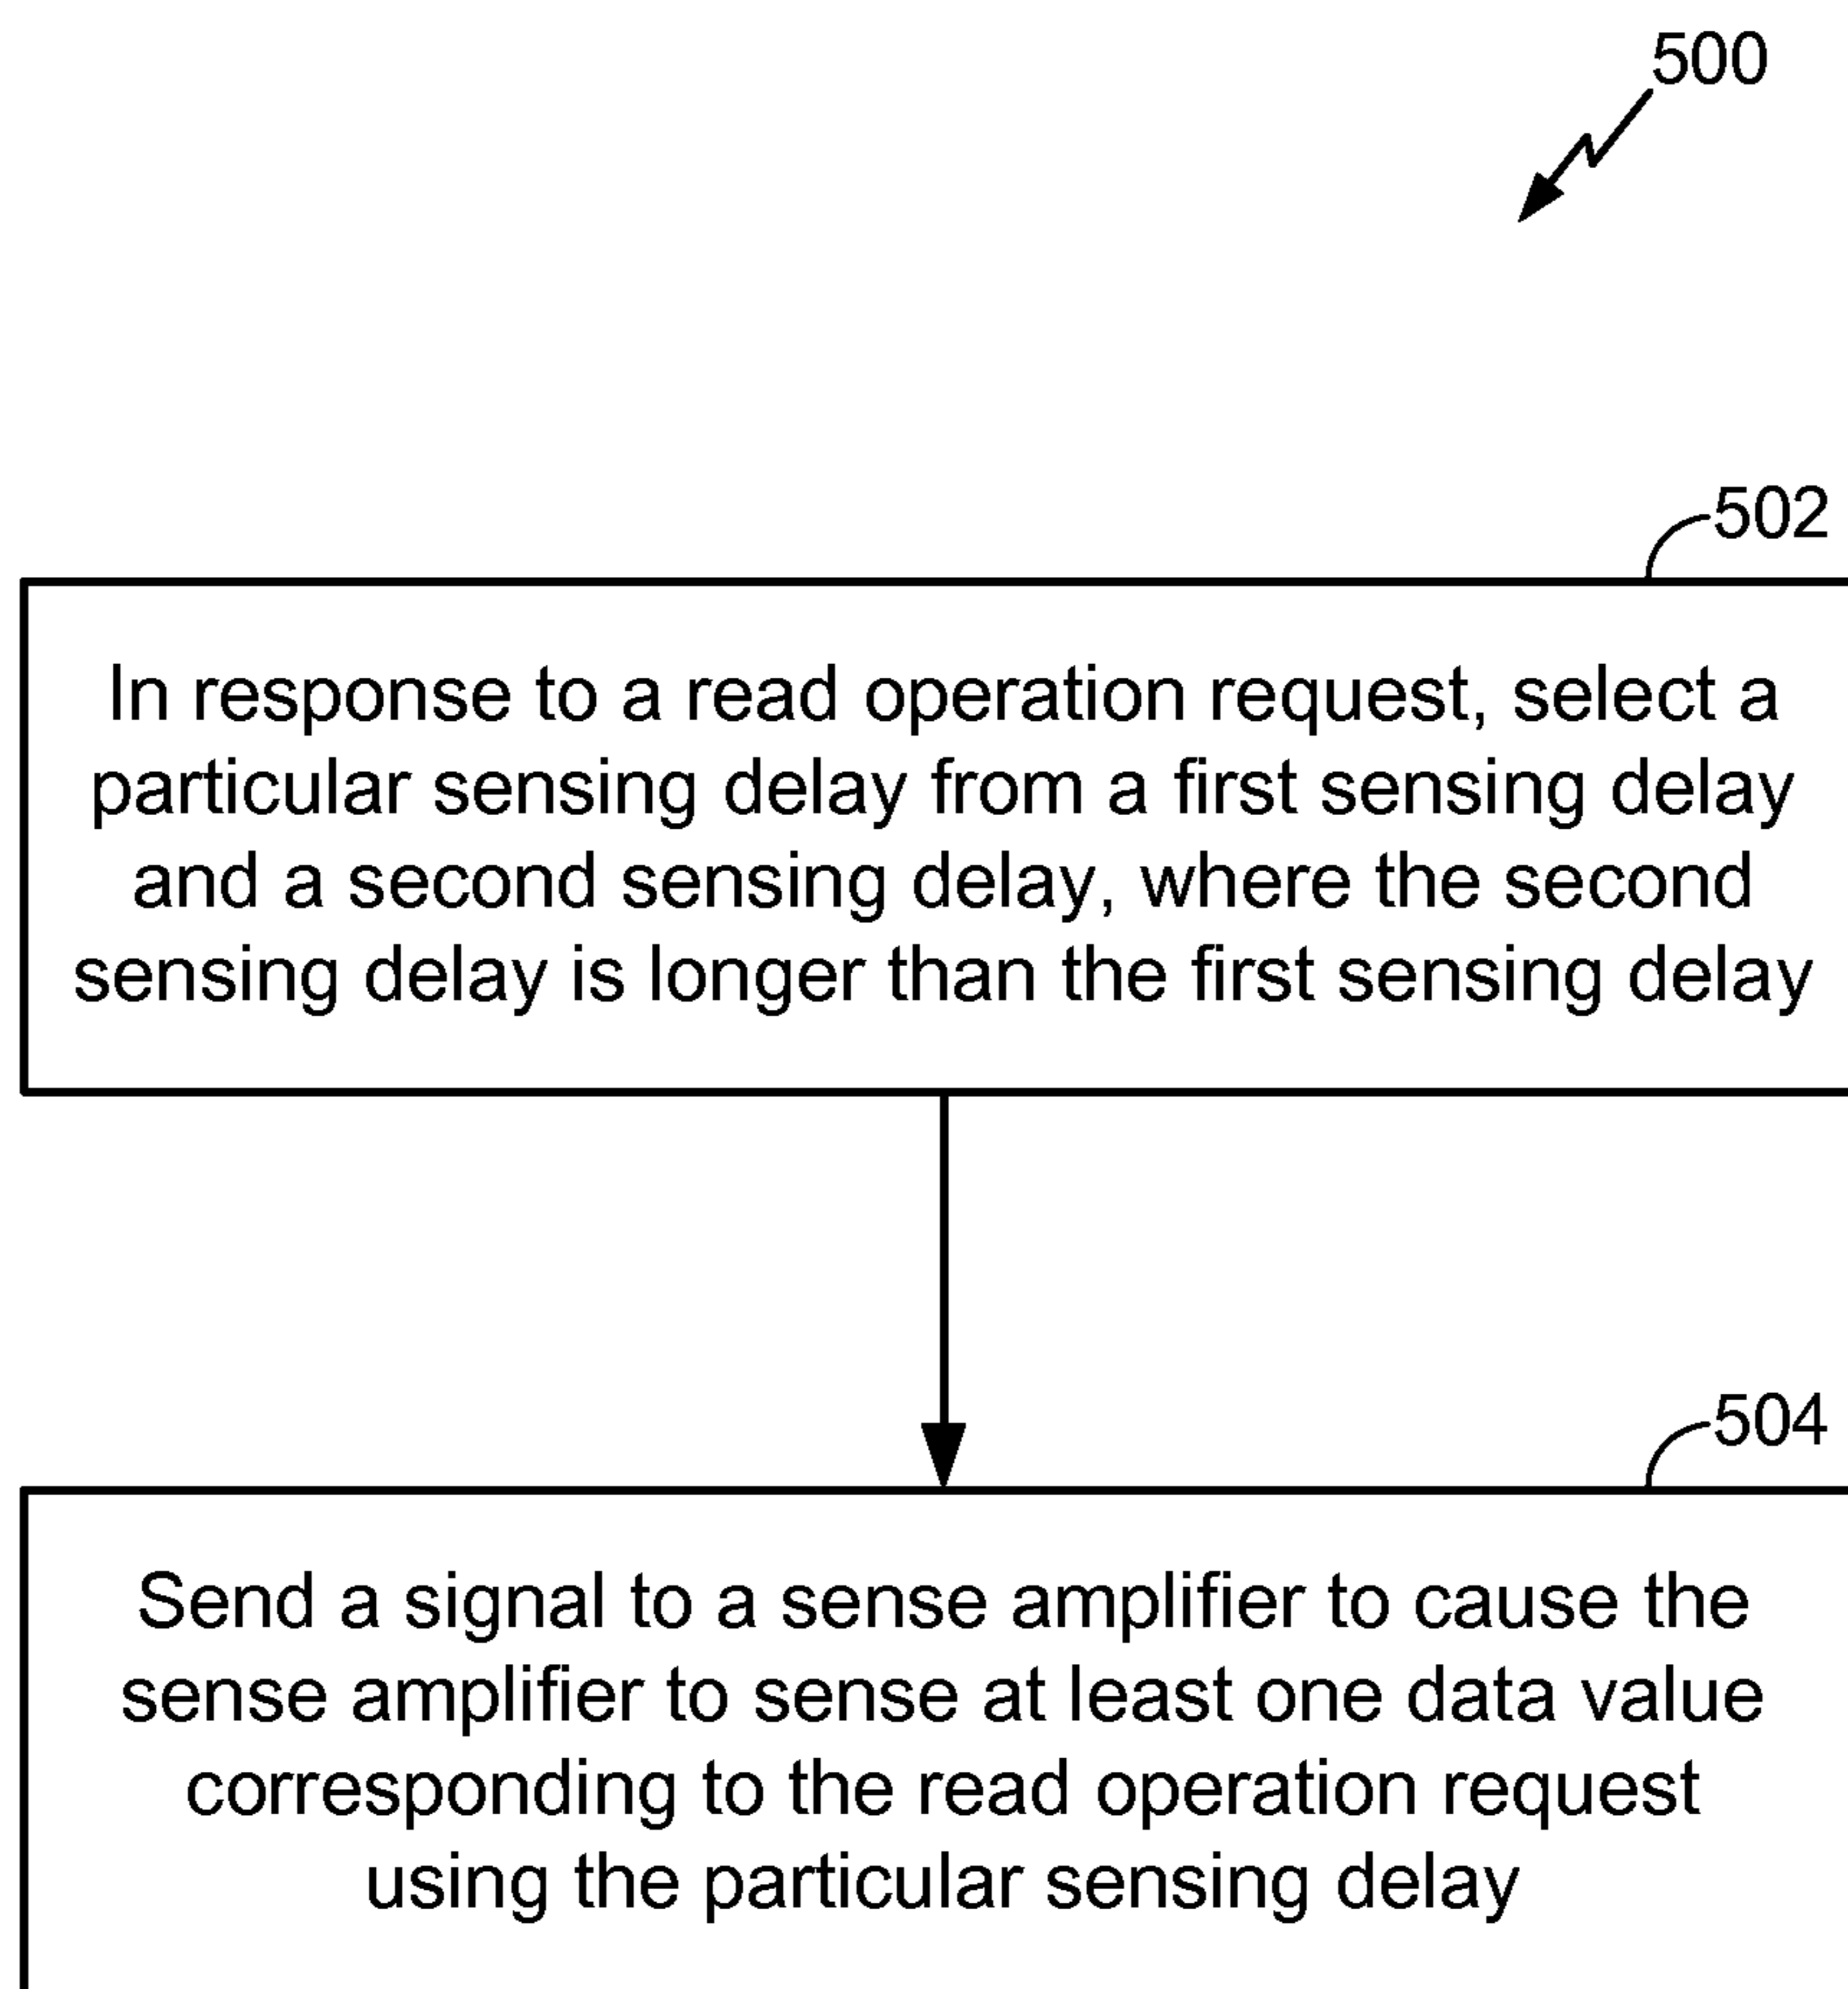 500
502
In response to a read operation request, select a
particular sensing delay from a first sensing delay
and a second sensing delay, where the second
sensing delay is longer than the first sensing delay
504
Send a signal to a sense amplifier to cause the
sense amplifier to sense at least one data value
corresponding to the read operation request
using the particular sensing delay